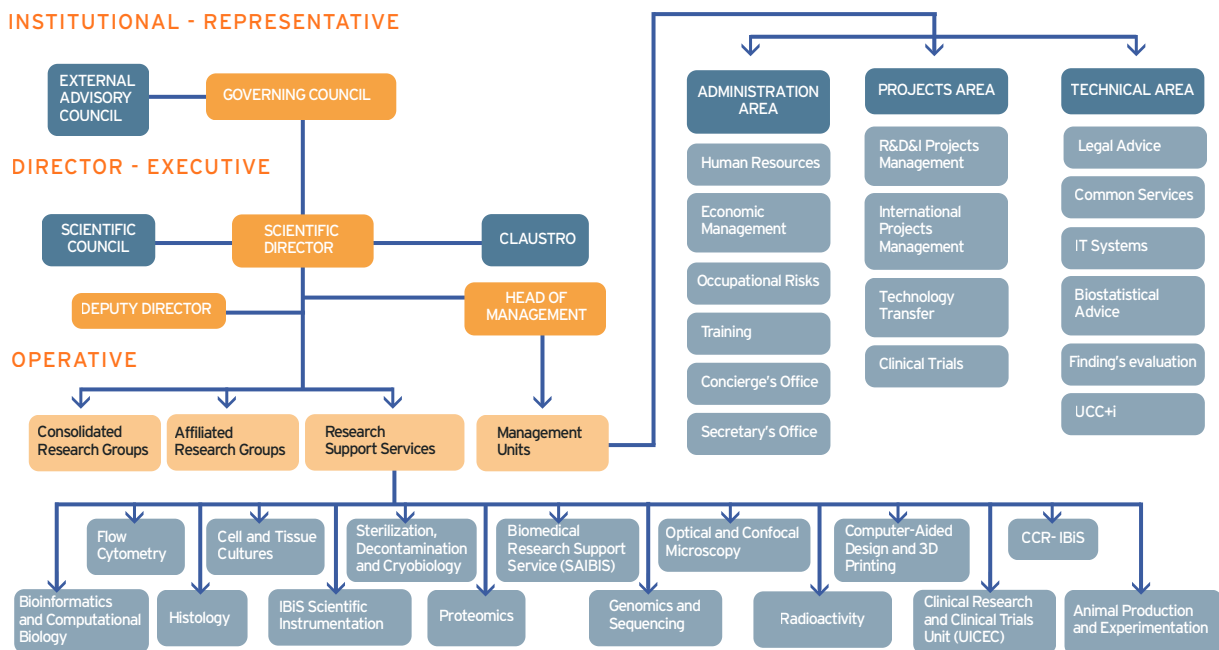 INSTITUTIONAL - REPRESENTATIVE
EXTERNAL
ADVISORY
COUNCIL
GOVERNING COUNCIL
DIRECTOR - EXECUTIVE
SCIENTIFIC
COUNCIL
SCIENTIFIC
DIRECTOR
CLAUSTRO
DEPUTY DIRECTOR
HEAD OF
MANAGEMENT
OPERATIVE
Consolidated
Research Groups
Affiliated
Research Groups
Research
Support Services
Management
Units
ADMINISTRATION
AREA
Human Resources
Economic
Management
Occupational Risks
Training
Concierge's Office
Secretary's Office
PROJECTS AREA
R&D&I Projects
Management
International
Projects
Management
Technology
Transfer
Clinical Trials
TECHNICAL AREA
Legal Advice
Common Services
IT Systems
Biostatistical
Advice
Finding's evaluation
UCC+i
Flow
Cytometry
Cell and Tissue
Cultures
Sterilization,
Decontamination
and Cryobiology
Biomedical
Research Support
Service (SAIBIS)
Optical and Confocal
Microscopy
Computer-Aided
Design and 3D
Printing
CCR- IBiS
Bioinformatics
and Computational
Biology
Histology
IBiS Scientific
Instrumentation
Proteomics
Genomics and
Sequencing
Radioactivity
Clinical Research
and Clinical Trials
Unit (UICEC)
Animal Production
and Experimentation